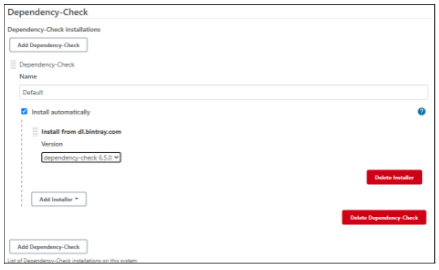 Dependency-Check
Dependency-Check installations
Add Dependency-Check
Dependency-Check
Name
Default
Install automatically
?
Install from dl.bintray.com
Version
dependency-check 6.5.0
Delete Installer
Add Installer
Delete Dependency-Check
Add Dependency-Check
List of Dependency-Check installations on this system